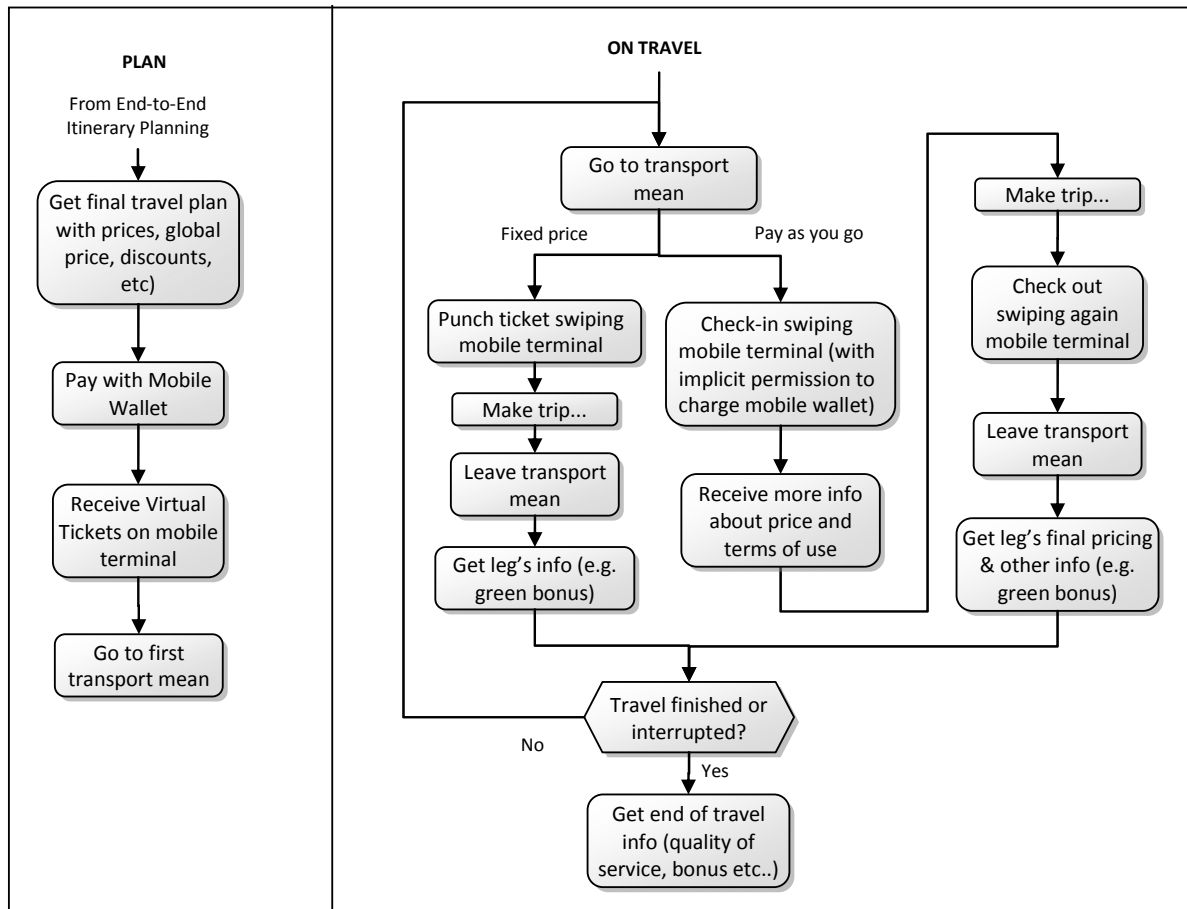 PLAN
From End-to-End
Itinerary Planning
Get final travel plan
with prices, global
price, discounts,
etc)
Pay with Mobile
Wallet
Receive Virtual
Tickets on mobile
terminal
Go to first
transport mean
ON TRAVEL
Go to transport
mean
Fixed price
Pay as you go
Punch ticket swiping
mobile terminal
Make trip...
Leave transport
mean
Get leg’s info (e.g.
green bonus)
Check-in swiping
mobile terminal (with
implicit permission to
charge mobile wallet)
Receive more info
about price and
terms of use
Make trip...
Check out
swiping again
mobile terminal
Leave transport
mean
Get leg’s final pricing
& other info (e.g.
green bonus)
Travel finished or
interrupted?
No
Yes
Get end of travel
info (quality of
service, bonus etc..)